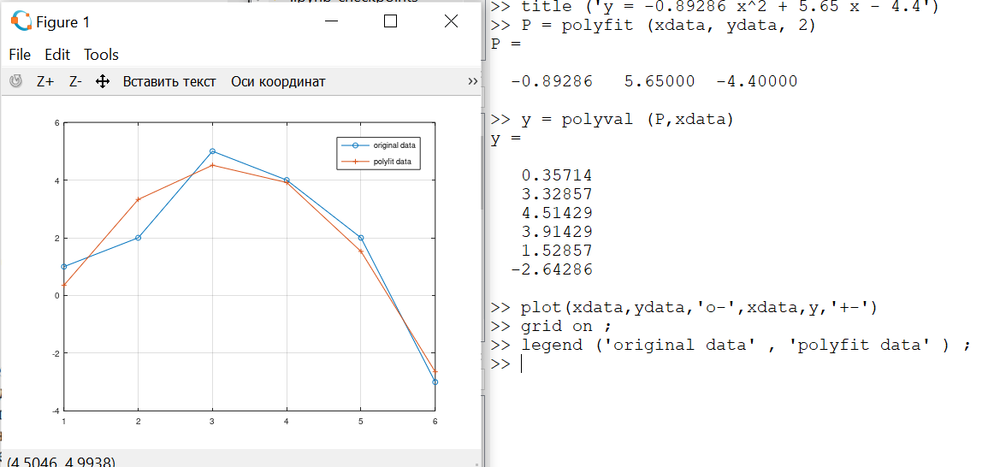 Figure 1
File Edit Tools
Z+ Z- Вставить текст Оси координат »
original data
polyfit data
6
4
2
0
-2
-4
1 2 3 4 5 6
(4.5046, 4.9938)
>> title ('y = -0.89286 x^2 + 5.65 x - 4.4')
>> P = polyfit (xdata, ydata, 2)
P =
-0.89286 5.65000 -4.40000
>> y = polyval (P,xdata)
y =
0.35714
3.32857
4.51429
3.91429
1.52857
-2.64286
>> plot(xdata,ydata,'o-',xdata,y,'+-')
>> grid on ;
>> legend ('original data' , 'polyfit data' ) ;
>>